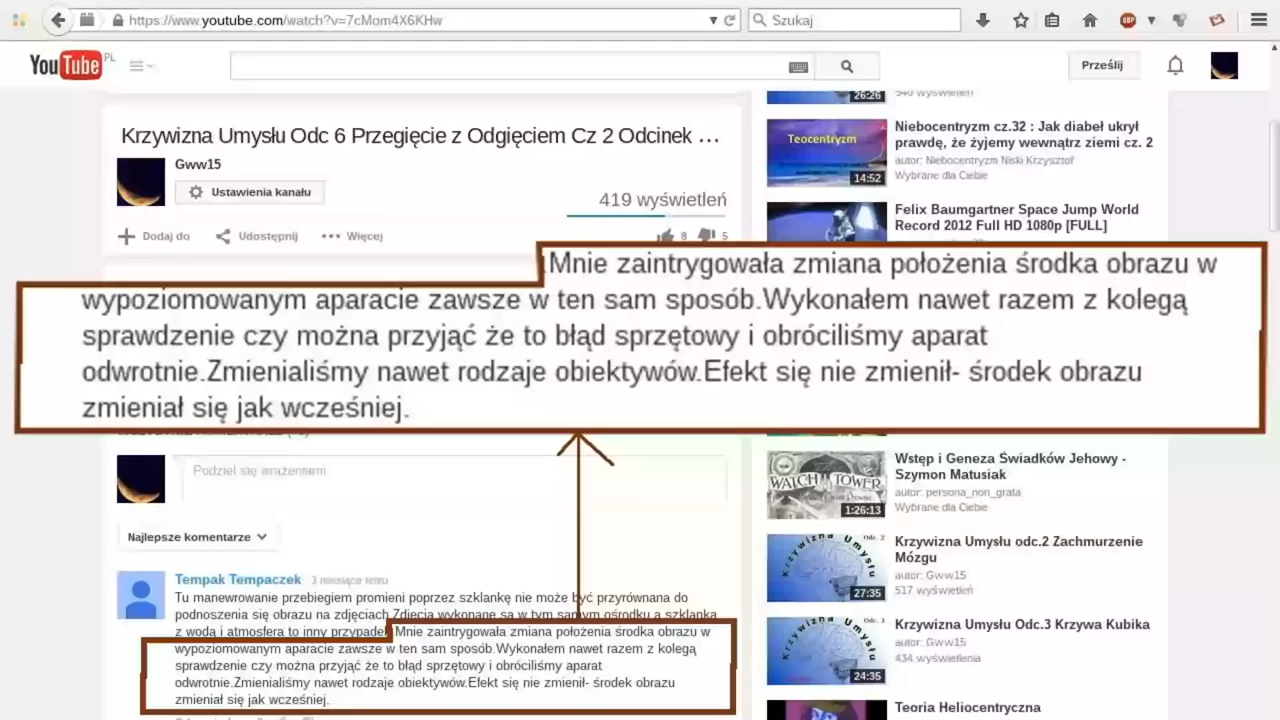 https://www.youtube.com/watch?v=7cMom4X6KHw
Szukaj
ABP
YouTube PL
Prześlij
Krzywizna Umysłu Odc 6 Przegięcie z Odgięciem Cz 2 Odcinek ...
Gww15
Ustawienia kanału
419 wyświetleń
Dodaj do
Udostępnij
Więcej
8
5
26:26
540 wyświetleń
Teocentryzm
14:52
Niebocentryzm cz.32 : Jak diabeł ukrył
prawdę, że żyjemy wewnątrz ziemi cz. 2
autor: Niebocentryzm Niski Krzysztof
Wybrane dla Ciebie
Felix Baumgartner Space Jump World
Record 2012 Full HD 1080p [FULL]
Mnie zaintrygowała zmiana położenia środka obrazu w
wypoziomowanym aparacie zawsze w ten sam sposób.Wykonałem nawet razem z kolegą
sprawdzenie czy można przyjąć że to błąd sprzętowy i obróciliśmy aparat
odwrotnie.Zmienialiśmy nawet rodzaje obiektywów.Efekt się nie zmienił- środek obrazu
zmieniał się jak wcześniej.
Podziel się wrażeniami
Najlepsze komentarze
Tempak Tempaczek 3 miesiące temu
Tu manewrowanie przebiegiem promieni poprzez szklankę nie może być przyrównana do
podnoszenia się obrazu na zdjęciach.Zdjęcia wykonane są w tym samym ośrodku a szklanka
z wodą i atmosfera to inny przypadek.Mnie zaintrygowała zmiana położenia środka obrazu w
wypoziomowanym aparacie zawsze w ten sam sposób.Wykonałem nawet razem z kolegą
sprawdzenie czy można przyjąć że to błąd sprzętowy i obróciliśmy aparat
odwrotnie.Zmienialiśmy nawet rodzaje obiektywów.Efekt się nie zmienił- środek obrazu
zmieniał się jak wcześniej.
WATCH TOWER
1:26:13
Wstęp i Geneza Świadków Jehowy -
Szymon Matusiak
autor: persona_non_grata
Wybrane dla Ciebie
Krzywizna Umysłu
Odc. 2
27:35
Krzywizna Umysłu odc.2 Zachmurzenie
Mózgu
autor: Gww15
517 wyświetleń
Krzywizna Umysłu
Odc. 3
24:35
Krzywizna Umysłu Odc.3 Krzywa Kubika
autor: Gww15
434 wyświetlenia
Teoria Heliocentryczna